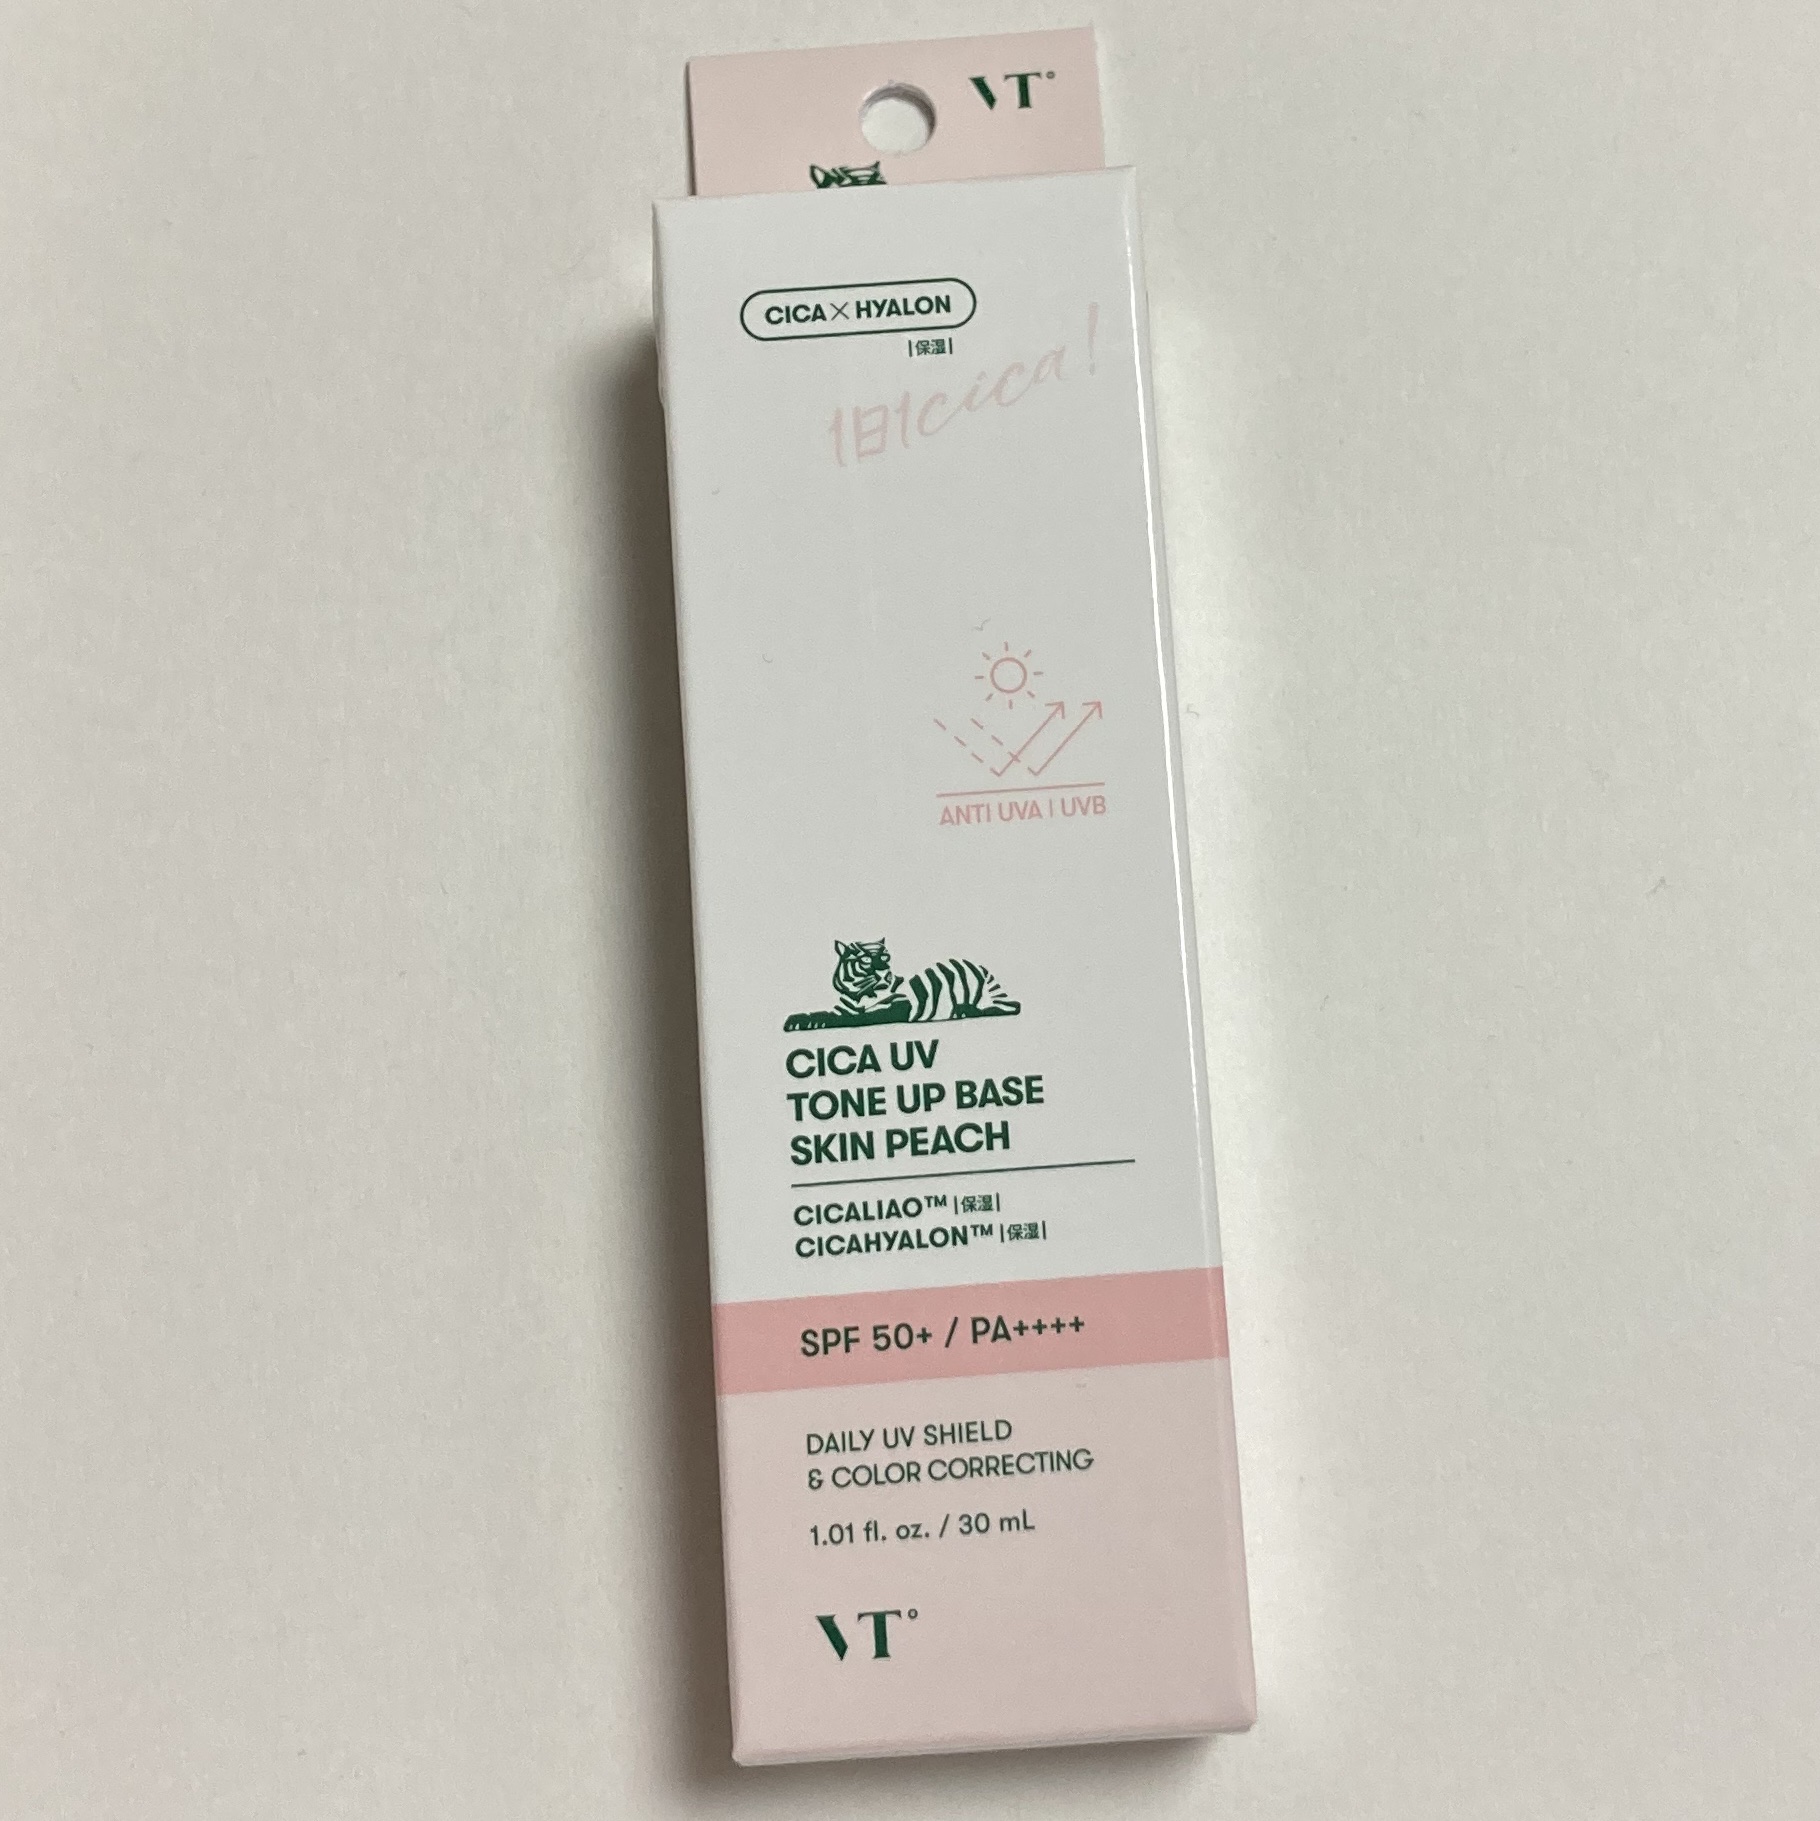 VT°
CICA×HYALON
|保湿|
1日1cica!
ANTI UVA | UVB
CICA UV
TONE UP BASE
SKIN PEACH
CICALIAO™ |保湿|
CICAHYALON™ |保湿|
SPF 50+ / PA++++
DAILY UV SHIELD
& COLOR CORRECTING
1.01 fl. oz. / 30 mL
VT°